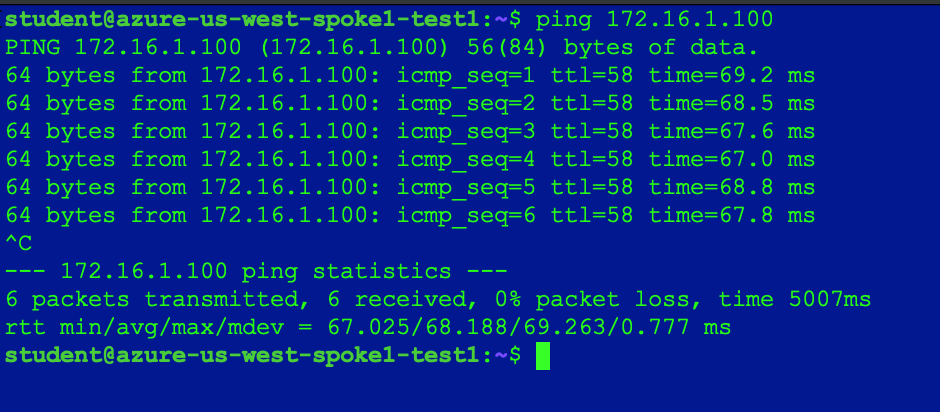 student@azure-us-west-spoke1-test1:~$ ping 172.16.1.100
PING 172.16.1.100 (172.16.1.100) 56(84) bytes of data.
64 bytes from 172.16.1.100: icmp_seq=1 ttl=58 time=69.2 ms
64 bytes from 172.16.1.100: icmp_seq=2 ttl=58 time=68.5 ms
64 bytes from 172.16.1.100: icmp_seq=3 ttl=58 time=67.6 ms
64 bytes from 172.16.1.100: icmp_seq=4 ttl=58 time=67.0 ms
64 bytes from 172.16.1.100: icmp_seq=5 ttl=58 time=68.8 ms
64 bytes from 172.16.1.100: icmp_seq=6 ttl=58 time=67.8 ms
^C
--- 172.16.1.100 ping statistics ---
6 packets transmitted, 6 received, 0% packet loss, time 5007ms
rtt min/avg/max/mdev = 67.025/68.188/69.263/0.777 ms
student@azure-us-west-spoke1-test1:~$